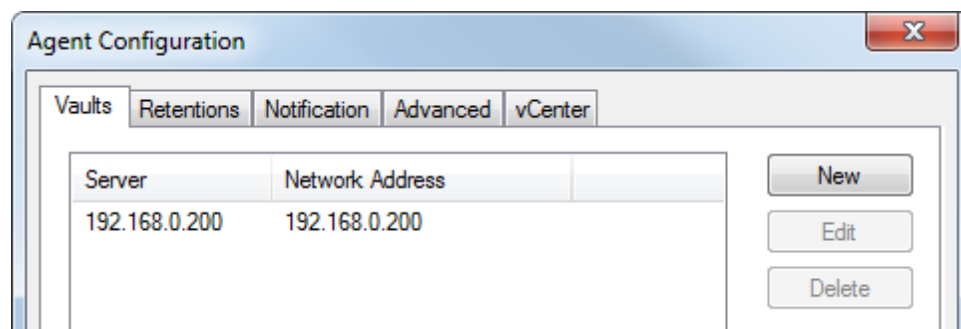 Agent Configuration
Vaults Retentions Notification Advanced vCenter
Server Network Address New
192.168.0.200 192.168.0.200
Edit
Delete